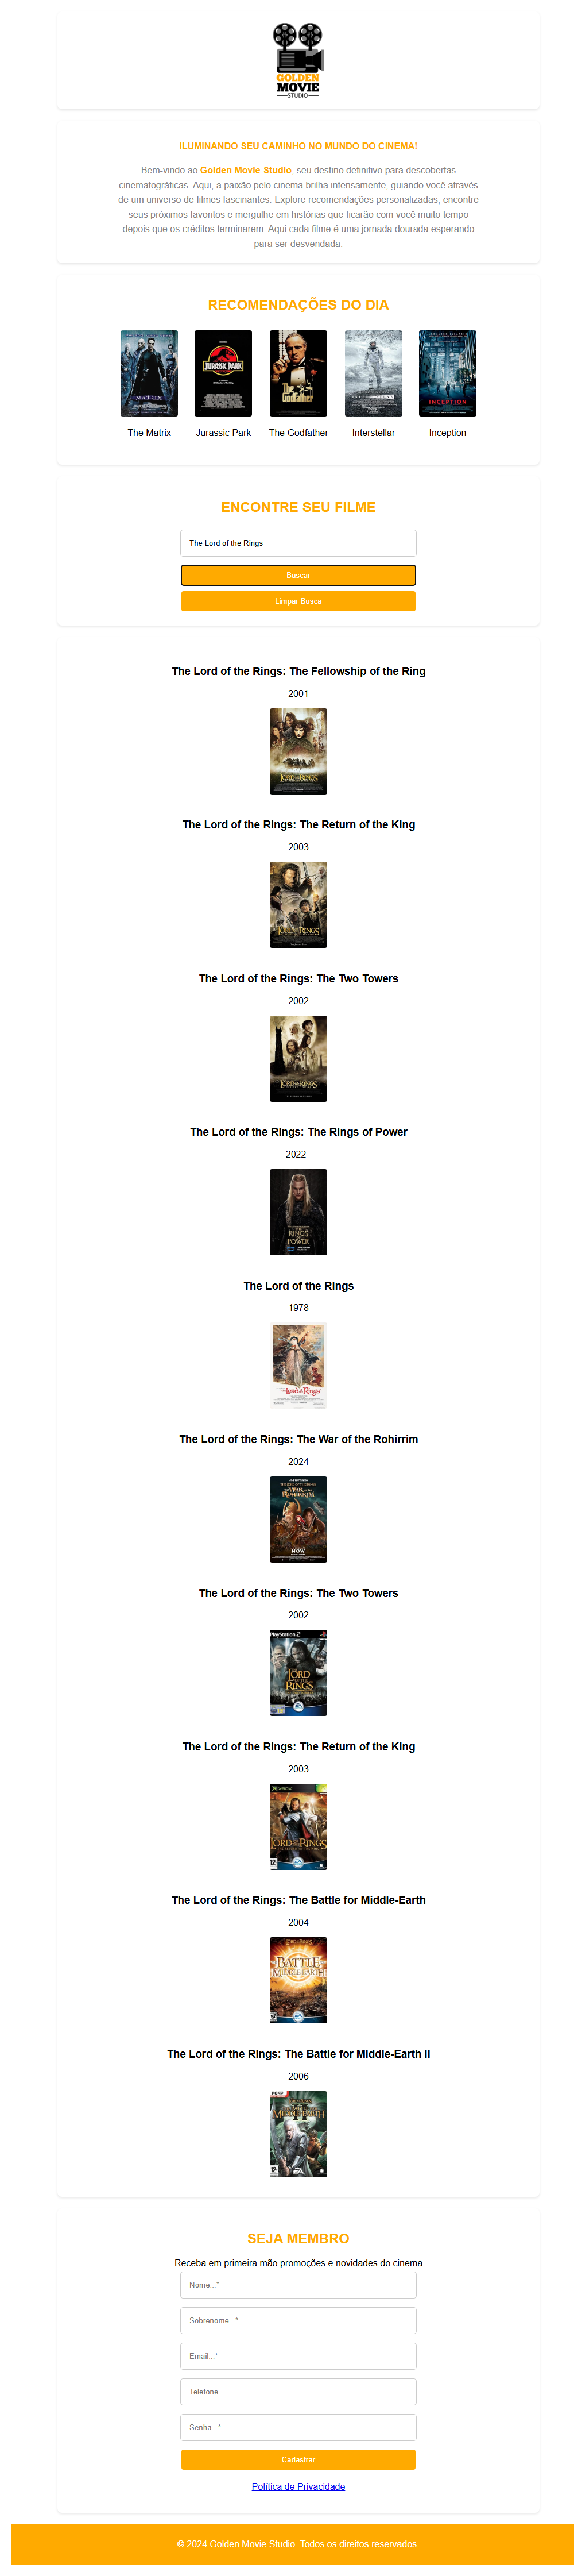 GOLDEN
MOVIE
STUDIO
ILUMINANDO SEU CAMINHO NO MUNDO DO CINEMA!
Bem-vindo ao Golden Movie Studio, seu destino definitivo para descobertas
cinematográficas. Aqui, a paixão pelo cinema brilha intensamente, guiando você através
de um universo de filmes fascinantes. Explore recomendações personalizadas, encontre
seus próximos favoritos e mergulhe em histórias que ficarão com você muito tempo
depois que os créditos terminarem. Aqui cada filme é uma jornada dourada esperando
para ser desvendada.
RECOMENDAÇÕES DO DIA
JURASSIC PARK
The Godfather
INCEPTION
The Matrix
Jurassic Park
The Godfather
Interstellar
Inception
ENCONTRE SEU FILME
The Lord of the Rings
Buscar
Limpar Busca
The Lord of the Rings: The Fellowship of the Ring
2001
The Lord of the Rings: The Return of the King
2003
The Lord of the Rings: The Two Towers
2002
The Lord of the Rings: The Rings of Power
2022–
The Lord of the Rings
1978
The Lord of the Rings: The War of the Rohirrim
2024
The Lord of the Rings: The Two Towers
2002
PlayStation 2
The Lord of the Rings: The Return of the King
2003
The Lord of the Rings: The Battle for Middle-Earth
2004
The Lord of the Rings: The Battle for Middle-Earth II
2006
SEJA MEMBRO
Receba em primeira mão promoções e novidades do cinema
Nome...*
Sobrenome...*
Email...*
Telefone...
Senha...*
Cadastrar
Política de Privacidade
© 2024 Golden Movie Studio. Todos os direitos reservados.